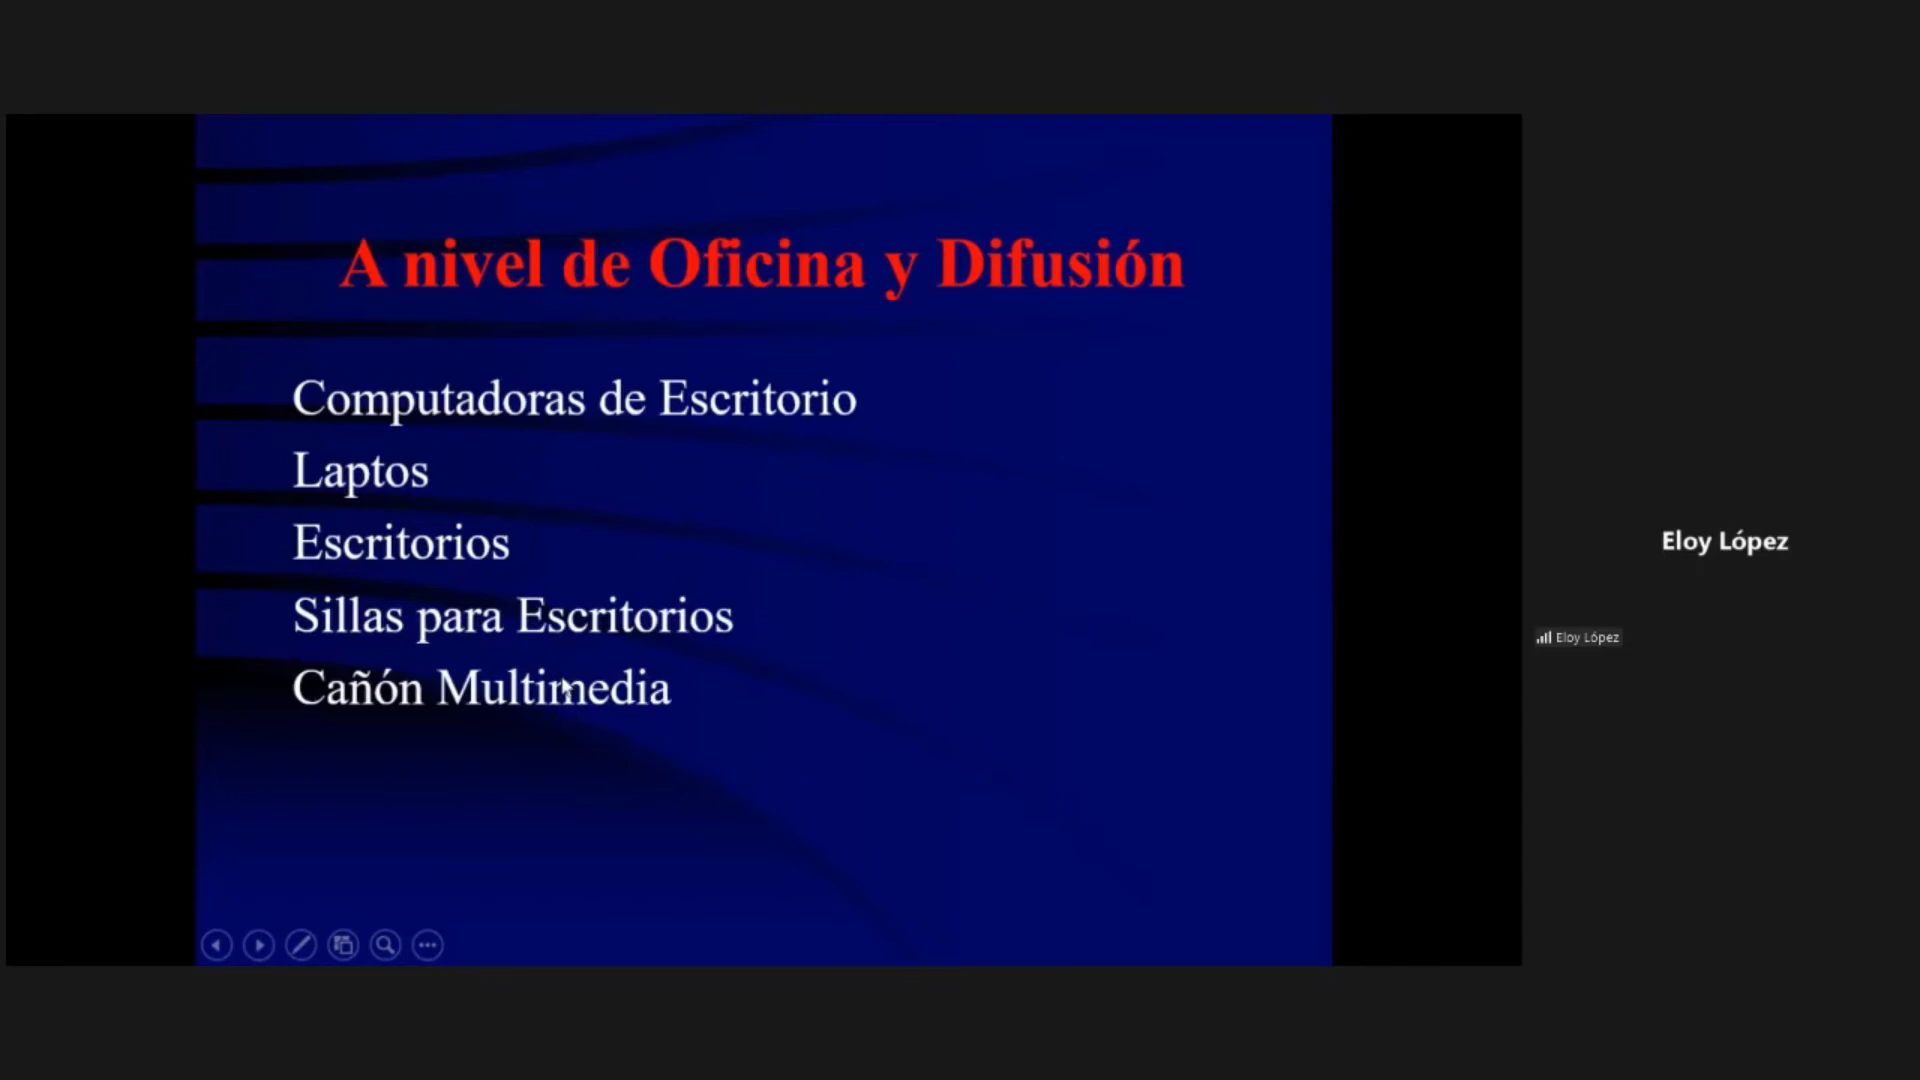 A nivel de Oficina y Difusión
Computadoras de Escritorio
Laptos
Escritorios
Sillas para Escritorios
Cañón Multimedia
Eloy López
Eloy López